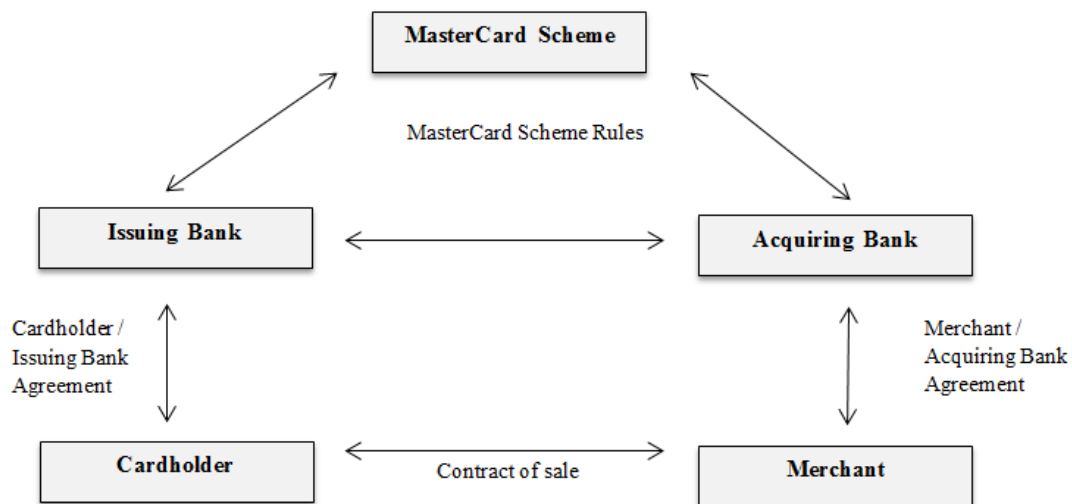 MasterCard Scheme
MasterCard Scheme Rules
Issuing Bank
Acquiring Bank
Cardholder /
Issuing Bank
Agreement
Merchant /
Acquiring Bank
Agreement
Cardholder
Contract of sale
Merchant